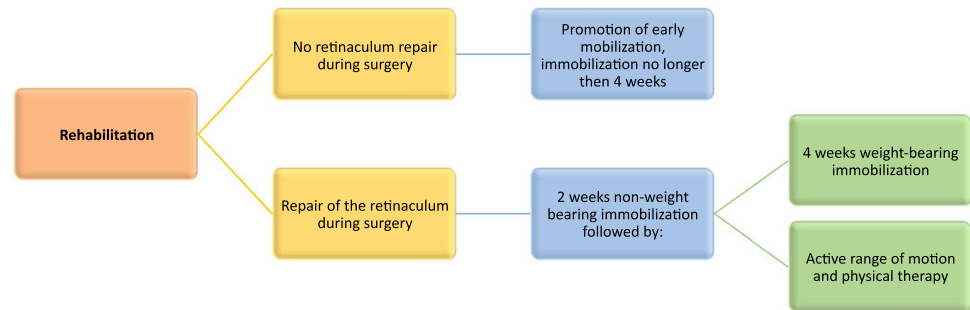 Rehabilitation
No retinaculum repair
during surgery
Promotion of early
mobilization,
immobilization no longer
then 4 weeks
Repair of the retinaculum
during surgery
2 weeks non-weight
bearing immobilization
followed by:
4 weeks weight-bearing
immobilization
Active range of motion
and physical therapy